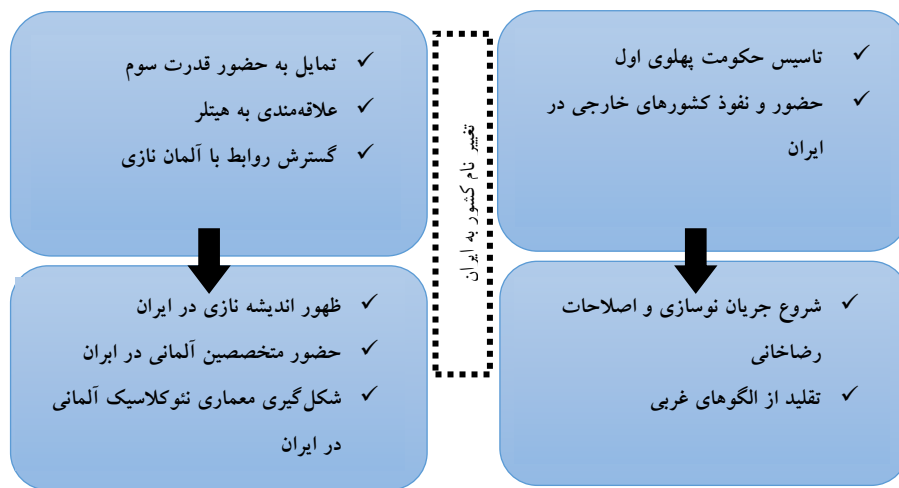 تاسیس حکومت پهلوی اول
حضور و نفوذ کشورهای خارجی در
ایران
شروع جریان نوسازی و اصلاحات
رضاخانی
تقلید از الگوهای غربی
تغییر نام کشور به ایران
تمایل به حضور قدرت سوم
علاقه‌مندی به هیتلر
گسترش روابط با آلمان نازی
ظهور اندیشه نازی در ایران
حضور متخصصین آلمانی در ابران
شکل‌گیری معماری نئوکلاسیک آلمانی
در ایران